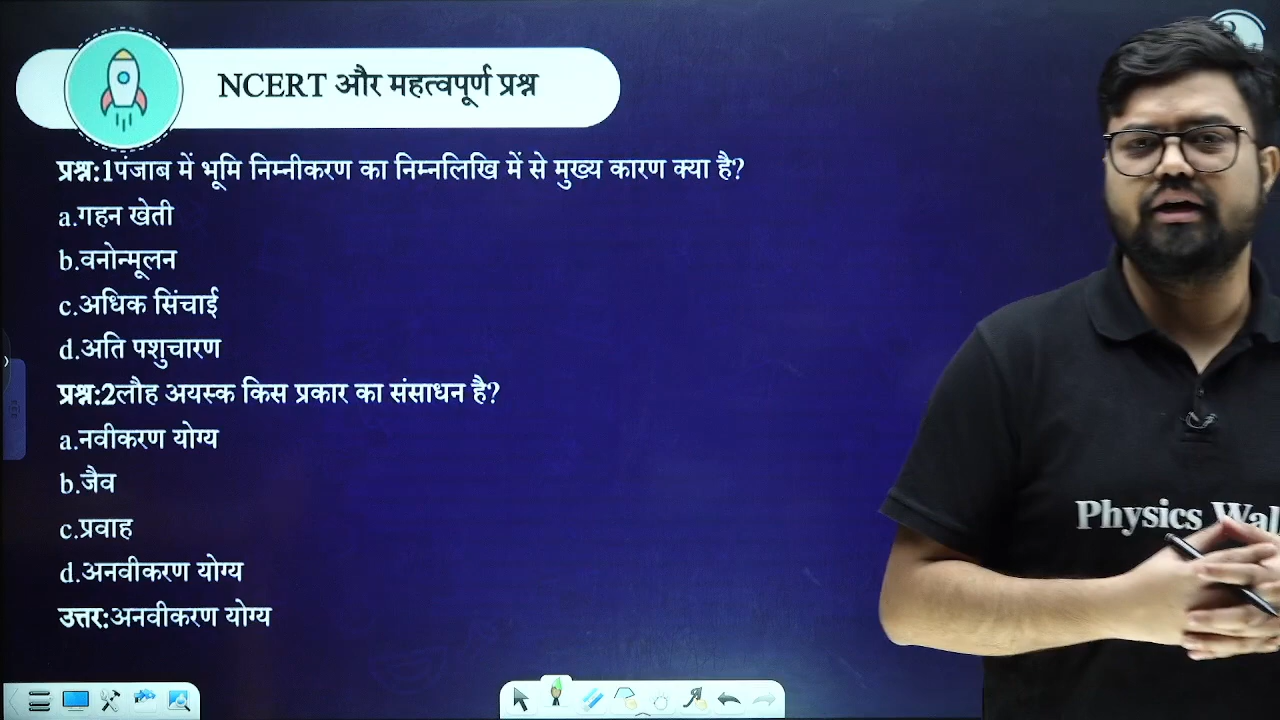 NCERT और महत्वपूर्ण प्रश्न
प्रश्न:1पंजाब में भूमि निम्नीकरण का निम्नलिखि में से मुख्य कारण क्या है?
a.गहन खेती
b.वनोन्मूलन
c.अधिक सिंचाई
d.अति पशुचारण
प्रश्न:2लौह अयस्क किस प्रकार का संसाधन है?
a.नवीकरण योग्य
b.जैव
c.प्रवाह
d.अनवीकरण योग्य
उत्तर:अनवीकरण योग्य
Physics Wal